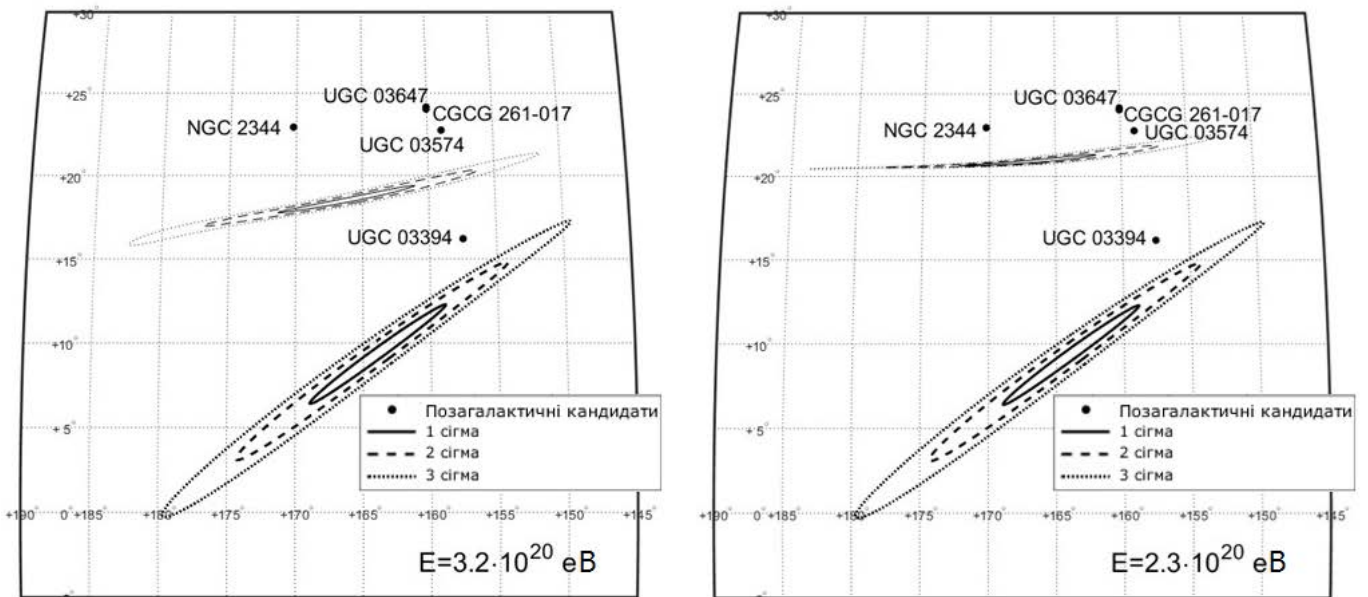 +30°
+25°
+20°
+15°
+10°
+5°
UGC 03647
CGCG 261-017
NGC 2344
UGC 03574
UGC 03394
Позагалактичні кандидати
1 сігма
2 сігма
3 сігма
+190° 0° +185° +180° +175° +170° +165° +160° +155° +150° +145°
E=3.2·10²⁰ еВ
+30°
+25°
+20°
+15°
+10°
+5°
UGC 03647
CGCG 261-017
NGC 2344
UGC 03574
UGC 03394
Позагалактичні кандидати
1 сігма
2 сігма
3 сігма
+190° 0° +185° +180° +175° +170° +165° +160° +155° +150° +145°
E=2.3·10²⁰ еВ